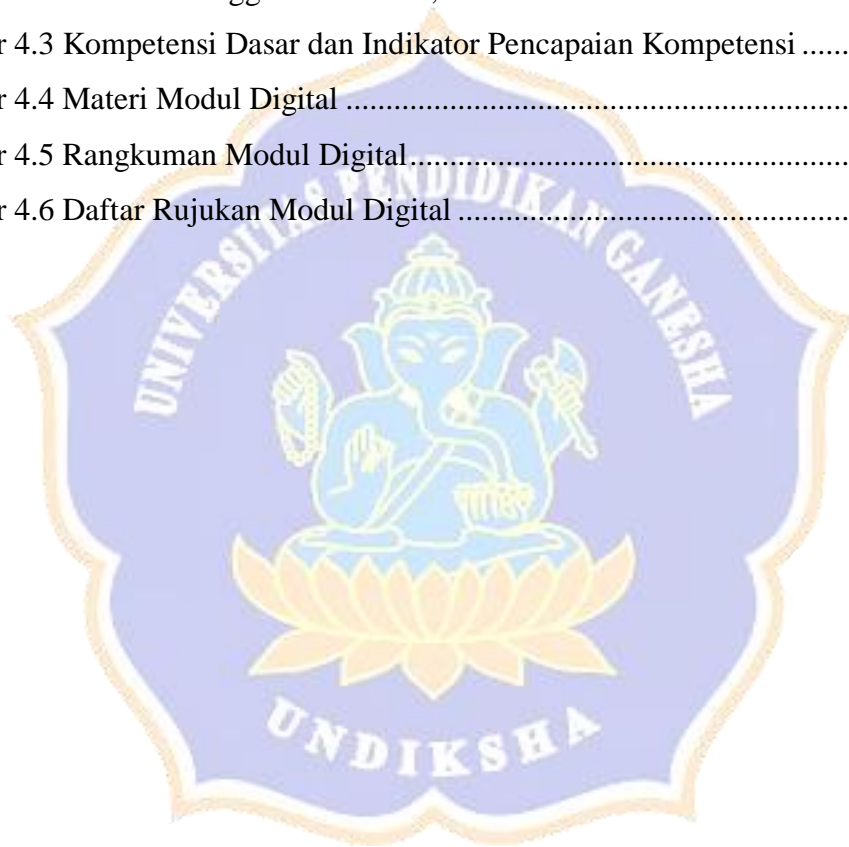 r 4.3 Kompetensi Dasar dan Indikator Pencapaian Kompetensi ......
r 4.4 Materi Modul Digital ................................................................................
r 4.5 Rangkuman Modul Digital .......................................................................
r 4.6 Daftar Rujukan Modul Digital ..............................................................
UNIVERSITAS PENDIDIKAN GANESHA
UNDIKSHA